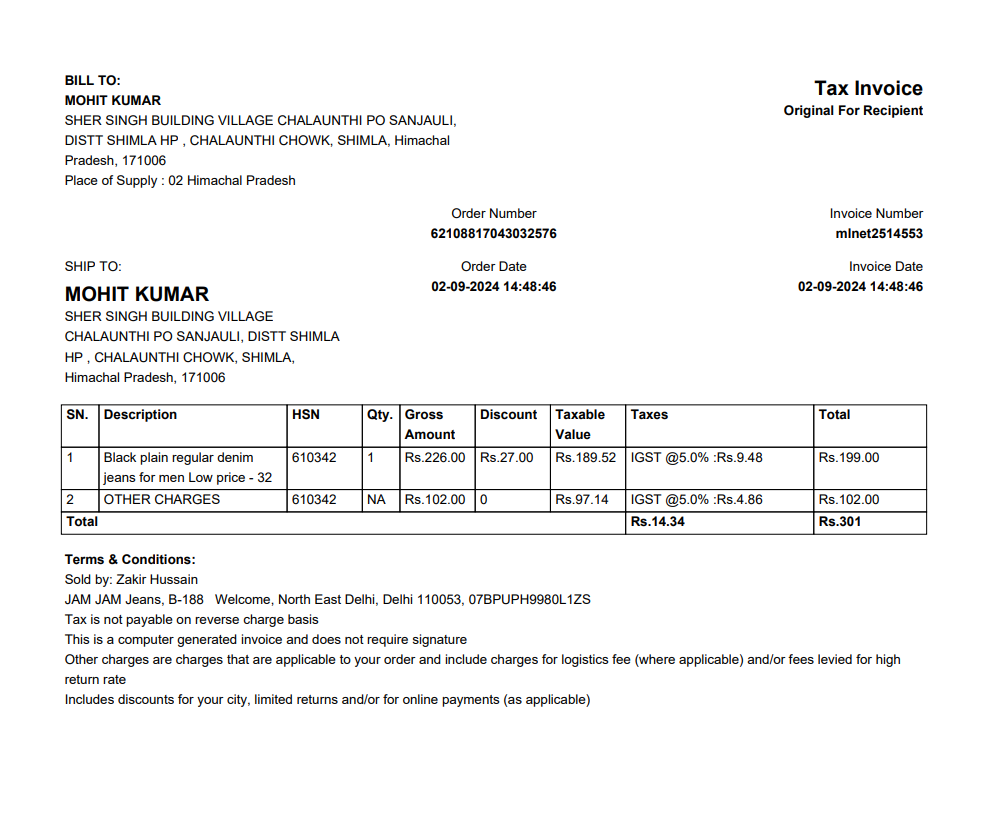 BILL TO:
MOHIT KUMAR
SHER SINGH BUILDING VILLAGE CHALAUNTHI PO SANJAULI,
DISTT SHIMLA HP , CHALAUNTHI CHOWK, SHIMLA, Himachal
Pradesh, 171006
Place of Supply : 02 Himachal Pradesh
Tax Invoice
Original For Recipient
Order Number
62108817043032576
Invoice Number
mlnet2514553
SHIP TO:
MOHIT KUMAR
SHER SINGH BUILDING VILLAGE
CHALAUNTHI PO SANJAULI, DISTT SHIMLA
HP , CHALAUNTHI CHOWK, SHIMLA,
Himachal Pradesh, 171006
Order Date
02-09-2024 14:48:46
Invoice Date
02-09-2024 14:48:46
SN. Description HSN Qty. Gross Amount Discount Taxable Value Taxes Total
1 Black plain regular denim jeans for men Low price - 32 610342 1 Rs.226.00 Rs.27.00 Rs.189.52 IGST @5.0% :Rs.9.48 Rs.199.00
2 OTHER CHARGES 610342 NA Rs.102.00 0 Rs.97.14 IGST @5.0% :Rs.4.86 Rs.102.00
Total Rs.14.34 Rs.301
Terms & Conditions:
Sold by: Zakir Hussain
JAM JAM Jeans, B-188 Welcome, North East Delhi, Delhi 110053, 07BPUPH9980L1ZS
Tax is not payable on reverse charge basis
This is a computer generated invoice and does not require signature
Other charges are charges that are applicable to your order and include charges for logistics fee (where applicable) and/or fees levied for high
return rate
Includes discounts for your city, limited returns and/or for online payments (as applicable)